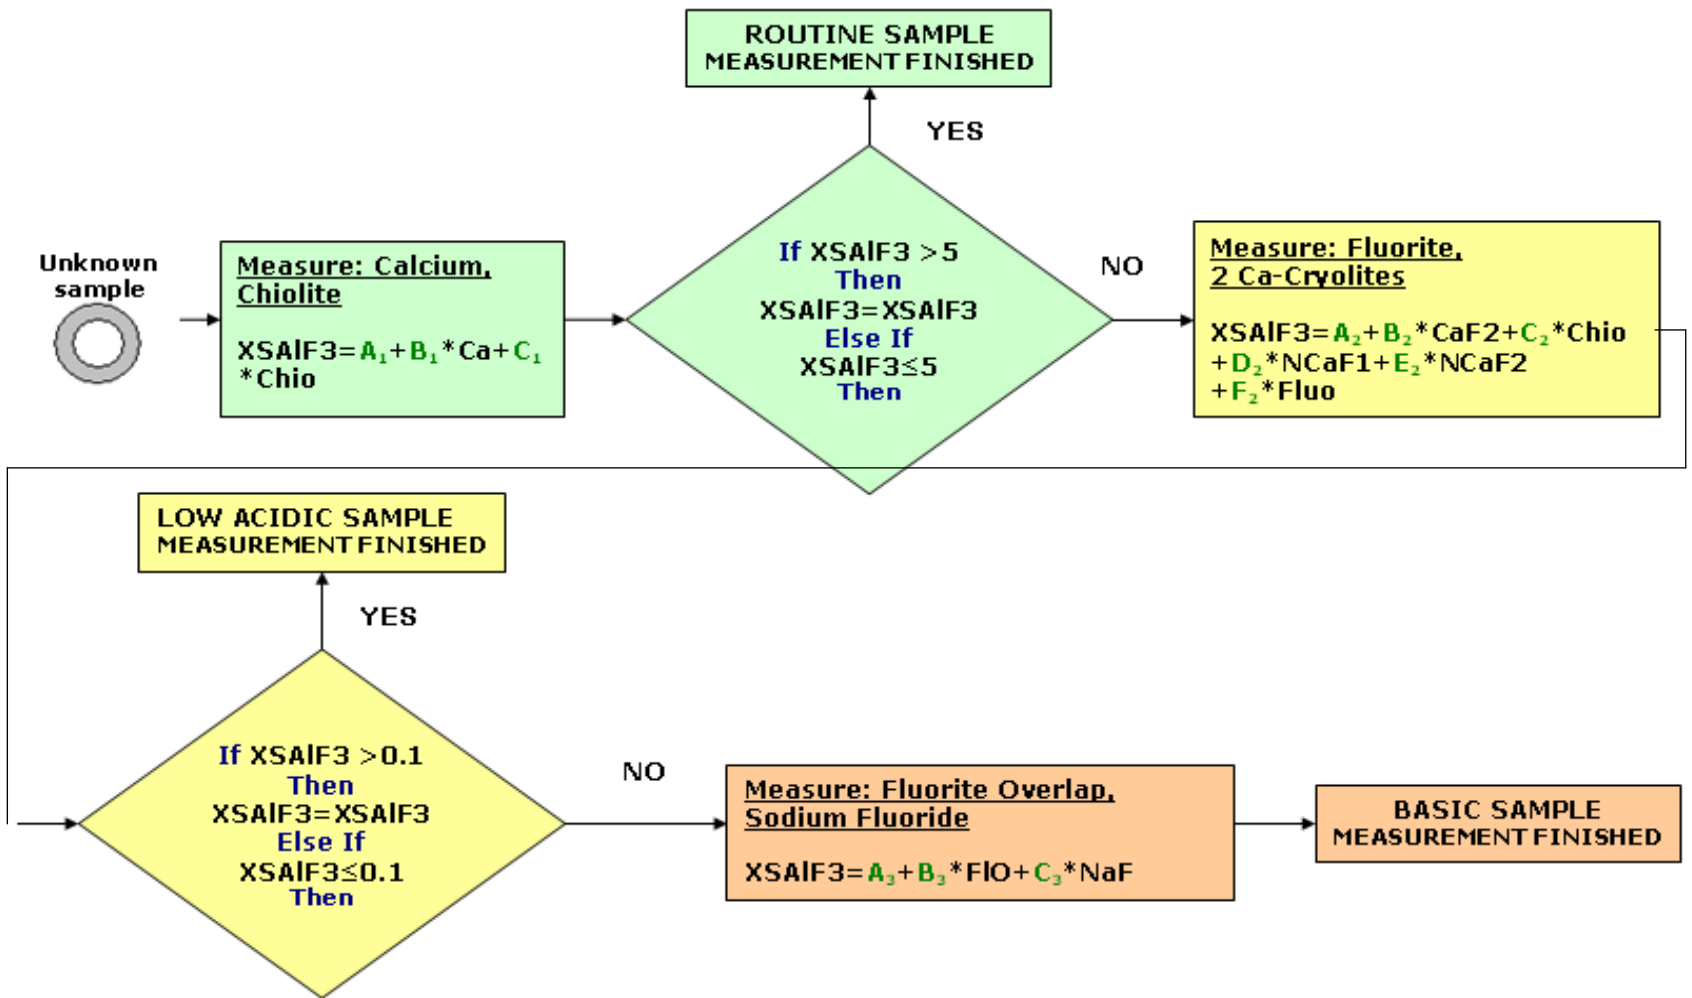 ROUTINE SAMPLE
MEASUREMENT FINISHED
YES
Unknown
sample
Measure: Calcium,
Chiolite
XSAlF3=A₁+B₁*Ca+C₁
*Chio
If XSAlF3 >5
Then
XSAlF3=XSAlF3
Else If
XSAlF3≤5
Then
NO
Measure: Fluorite,
2 Ca-Cryolites
XSAlF3=A₂+B₂*CaF2+C₂*Chio
+D₂*NCaF1+E₂*NCaF2
+F₂*Fluo
LOW ACIDIC SAMPLE
MEASUREMENT FINISHED
YES
If XSAlF3 >0.1
Then
XSAlF3=XSAlF3
Else If
XSAlF3≤0.1
Then
NO
Measure: Fluorite Overlap,
Sodium Fluoride
XSAlF3=A₃+B₃*FlO+C₃*NaF
BASIC SAMPLE
MEASUREMENT FINISHED